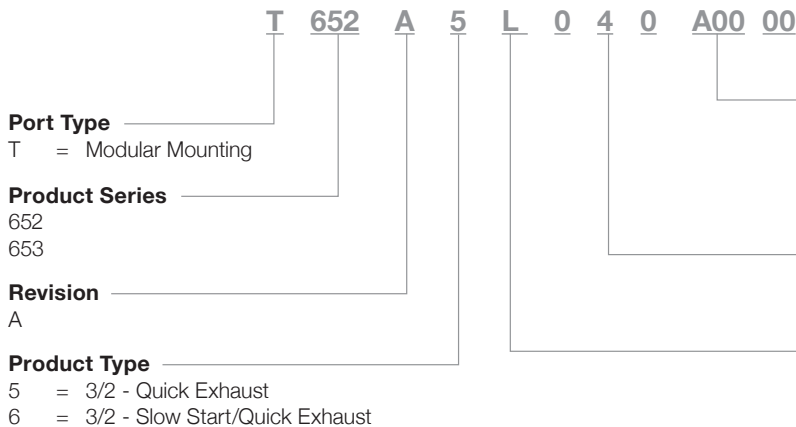 T 652 A 5 L 0 4 0 A00 00
Port Type
T = Modular Mounting
Product Series
652
653
Revision
A
Product Type
5 = 3/2 - Quick Exhaust
6 = 3/2 - Slow Start/Quick Exhaust